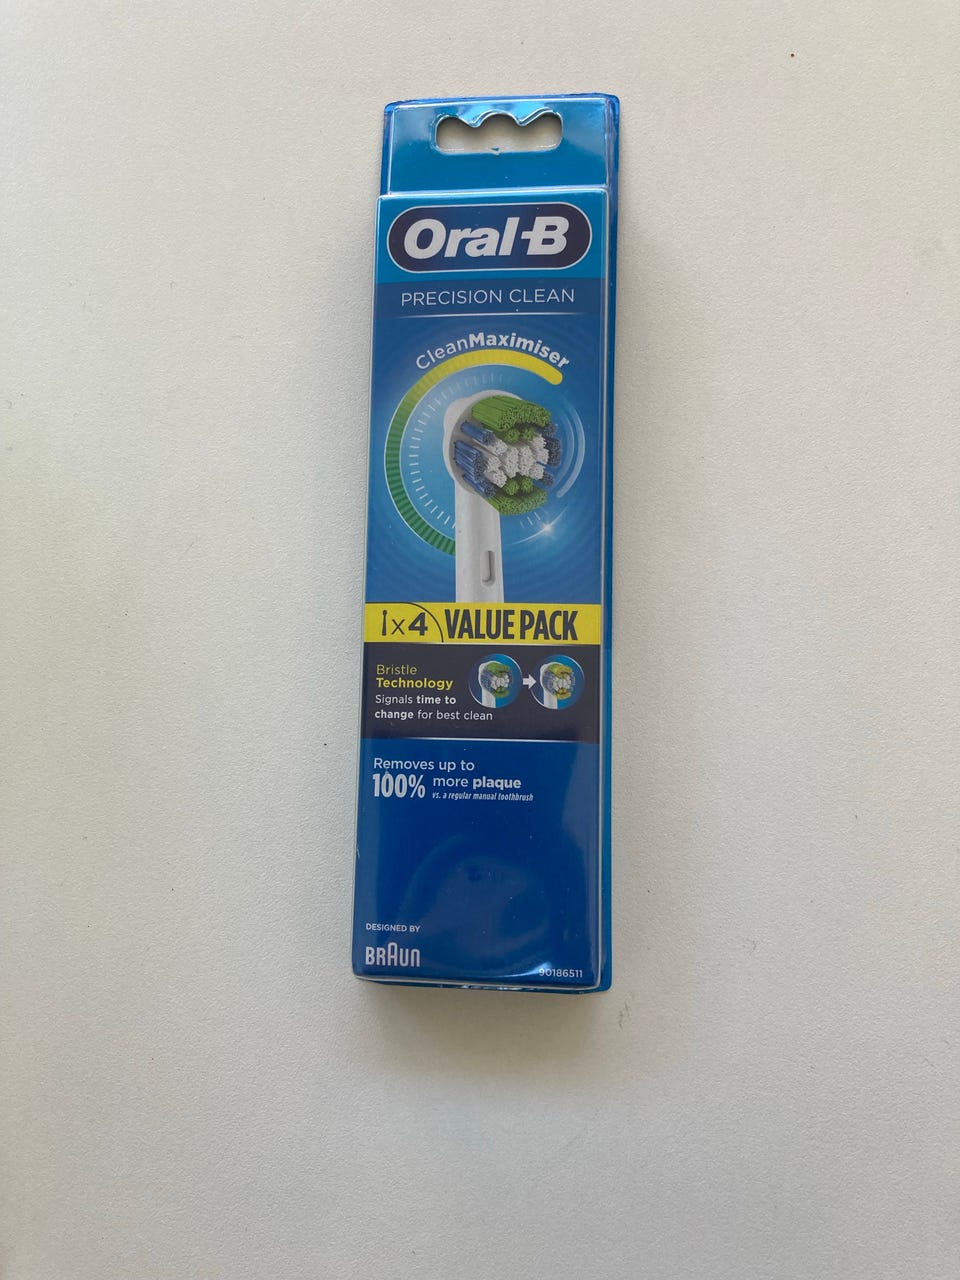 Oral-B
PRECISION CLEAN
CleanMaximiser
x4 VALUE PACK
Bristle
Technology
Signals time to
change for best clean
Removes up to
100% more plaque
vs. a regular manual toothbrush
DESIGNED BY
BRAUN
90186511